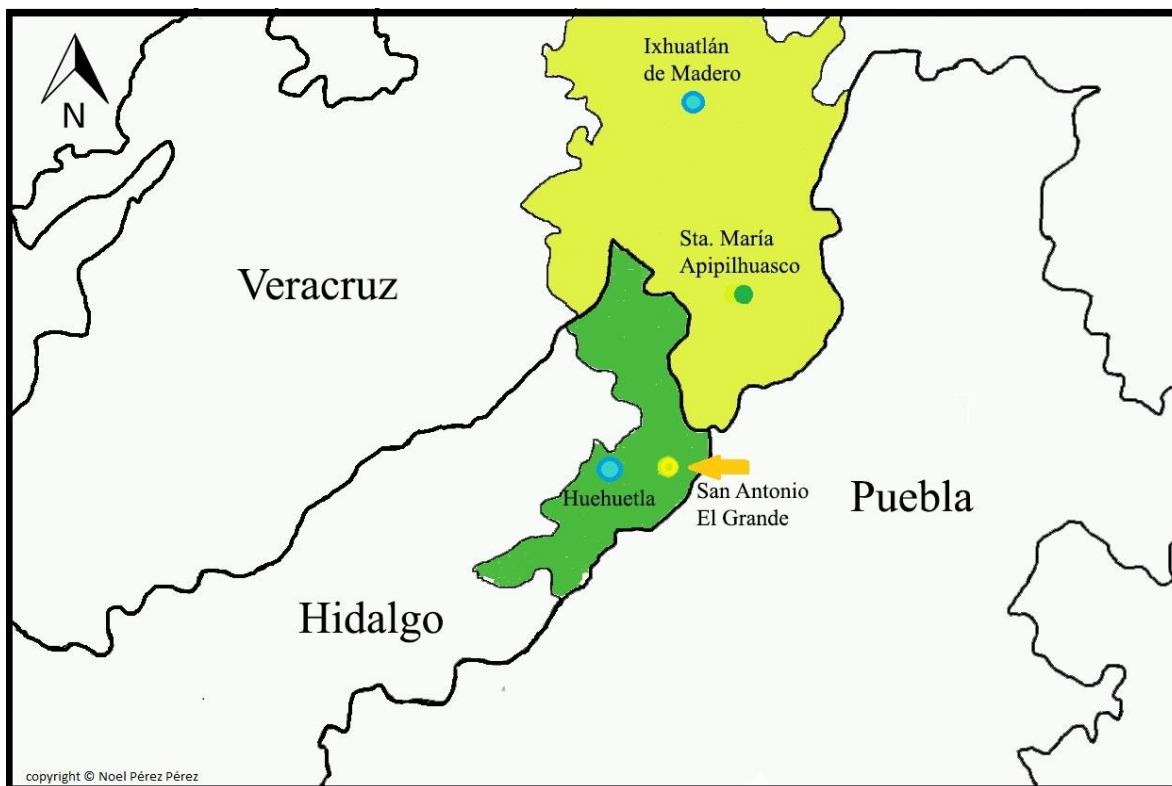 Ixhuatlán
de Madero
N
Sta. María
Apipilhuasco
Veracruz
Huehuetla
San Antonio
El Grande
Puebla
Hidalgo
copyright © Noel Pérez Pérez